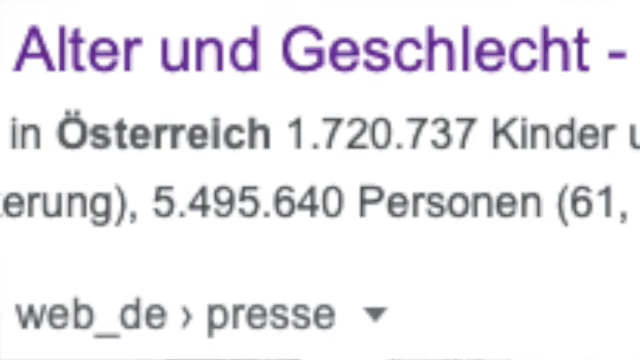 Alter und Geschlecht -
in Österreich 1.720.737 Kinder
erung), 5.495.640 Personen (61,
web_de › presse